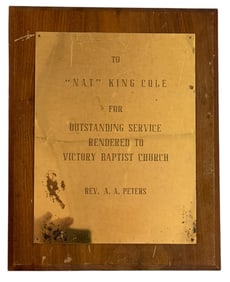 TO
"NAT" KING COLE
FOR
OUTSTANDING SERVICE
RENDERED TO
VICTORY BAPTIST CHURCH
REV. A. A. PETERS